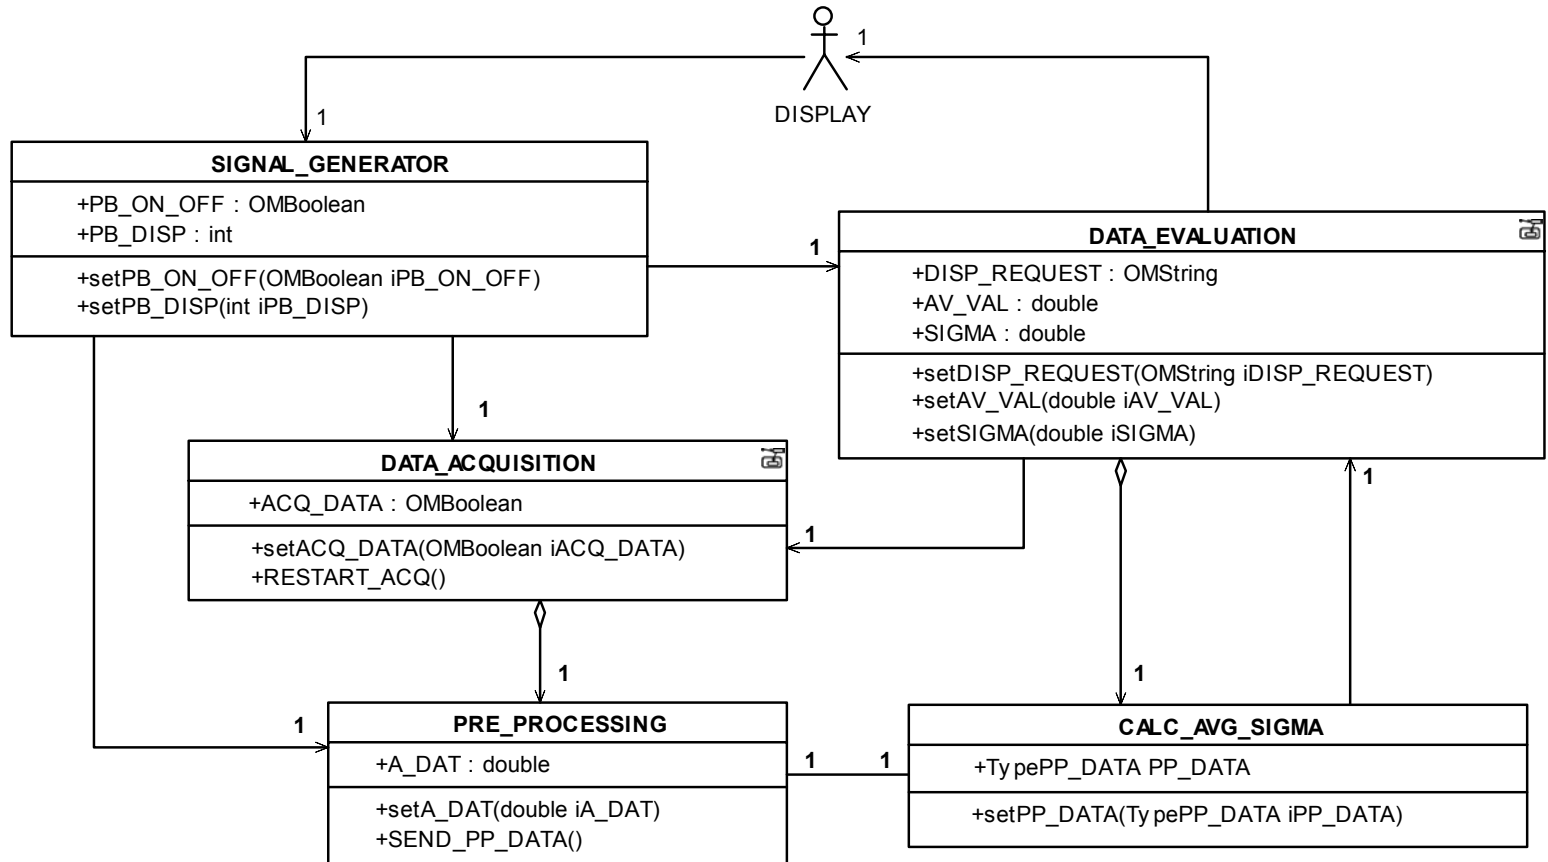 1
DISPLAY
1
SIGNAL_GENERATOR
+PB_ON_OFF : OMBoolean
+PB_DISP : int
+setPB_ON_OFF(OMBoolean iPB_ON_OFF)
+setPB_DISP(int iPB_DISP)
1
DATA_EVALUATION
+DISP_REQUEST : OMString
+AV_VAL : double
+SIGMA : double
+setDISP_REQUEST(OMString iDISP_REQUEST)
+setAV_VAL(double iAV_VAL)
+setSIGMA(double iSIGMA)
1
DATA_ACQUISITION
+ACQ_DATA : OMBoolean
+setACQ_DATA(OMBoolean iACQ_DATA)
+RESTART_ACQ()
1
1
1
1
1
PRE_PROCESSING
+A_DAT : double
+setA_DAT(double iA_DAT)
+SEND_PP_DATA()
1
1
CALC_AVG_SIGMA
+TypePP_DATA PP_DATA
+setPP_DATA(TypePP_DATA iPP_DATA)